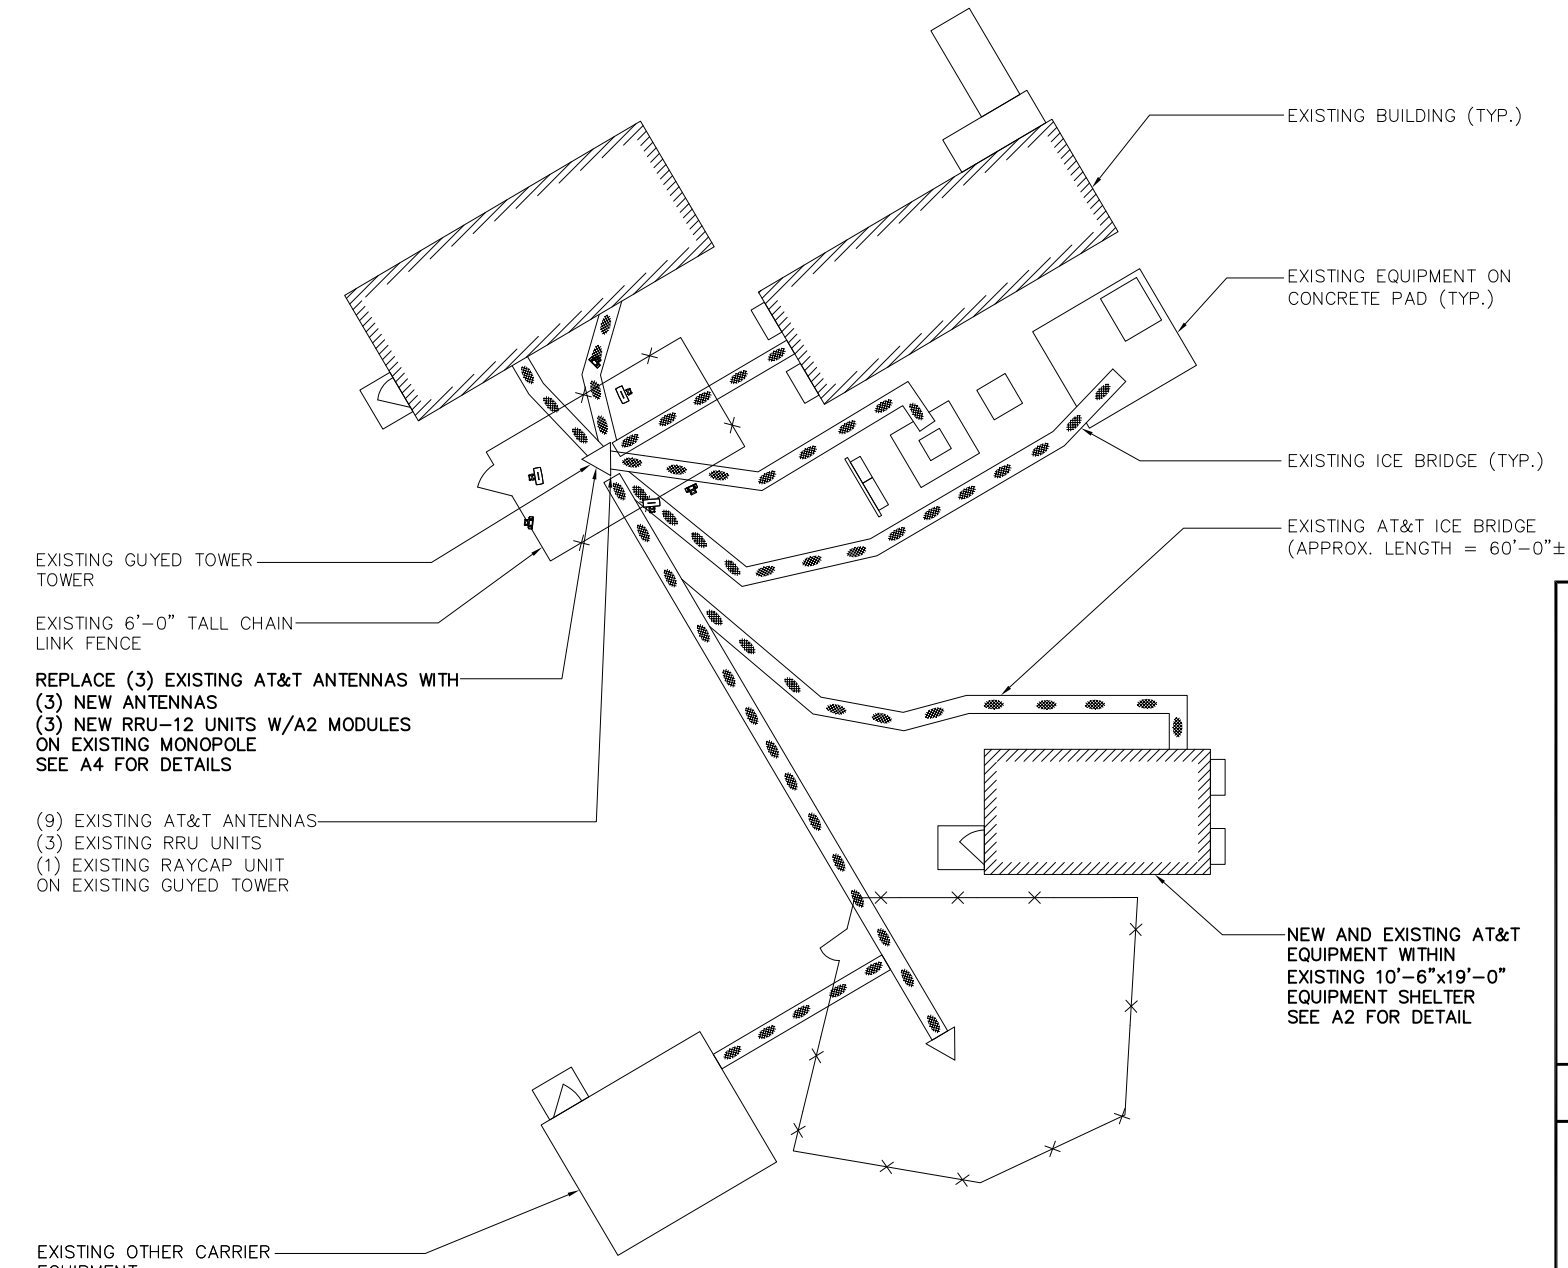 EXISTING BUILDING (TYP.)
EXISTING EQUIPMENT ON
CONCRETE PAD (TYP.)
EXISTING ICE BRIDGE (TYP.)
EXISTING AT&T ICE BRIDGE
(APPROX. LENGTH = 60'-0"±
EXISTING GUYED TOWER
TOWER
EXISTING 6'-0" TALL CHAIN
LINK FENCE
REPLACE (3) EXISTING AT&T ANTENNAS WITH
(3) NEW ANTENNAS
(3) NEW RRU-12 UNITS W/A2 MODULES
ON EXISTING MONOPOLE
SEE A4 FOR DETAILS
(9) EXISTING AT&T ANTENNAS
(3) EXISTING RRU UNITS
(1) EXISTING RAYCAP UNIT
ON EXISTING GUYED TOWER
NEW AND EXISTING AT&T
EQUIPMENT WITHIN
EXISTING 10'-6"x19'-0"
EQUIPMENT SHELTER
SEE A2 FOR DETAIL
EXISTING OTHER CARRIER
EQUIPMENT